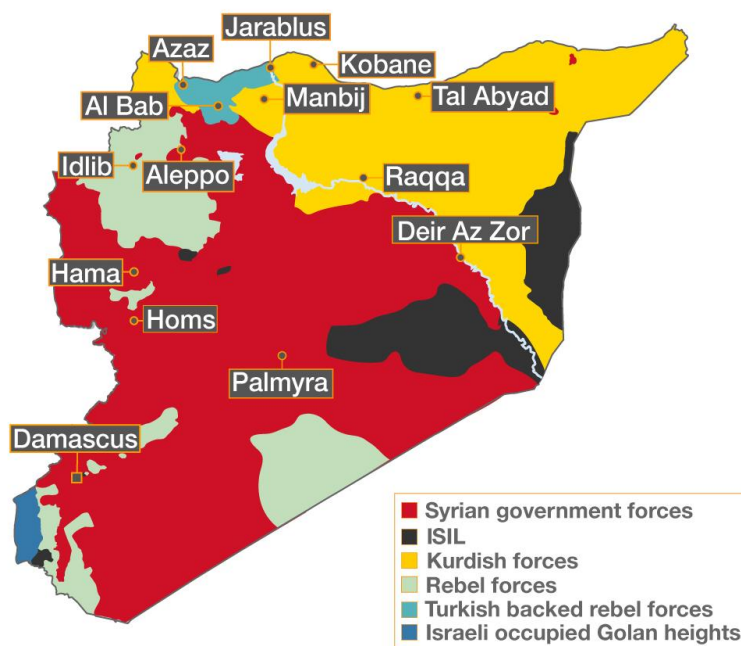 Jarablus
Azaz
Kobane
Al Bab
Manbij
Tal Abyad
Idlib
Aleppo
Raqqa
Deir Az Zor
Hama
Homs
Palmyra
Damascus
Syrian government forces
ISIL
Kurdish forces
Rebel forces
Turkish backed rebel forces
Israeli occupied Golan heights